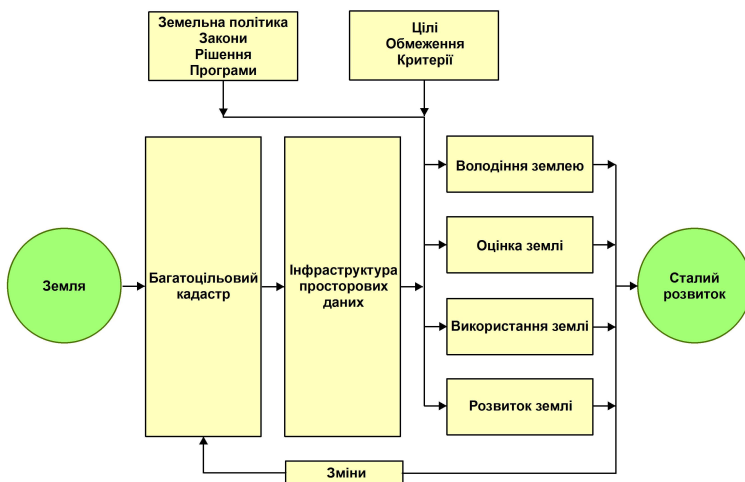 Земельна політика
Закони
Рішення
Програми
Цілі
Обмеження
Критерії
Земля
Багатоцільовий
кадастр
Інфраструктура
просторових
даних
Володіння землею
Оцінка землі
Використання землі
Розвиток землі
Сталий
розвиток
Зміни